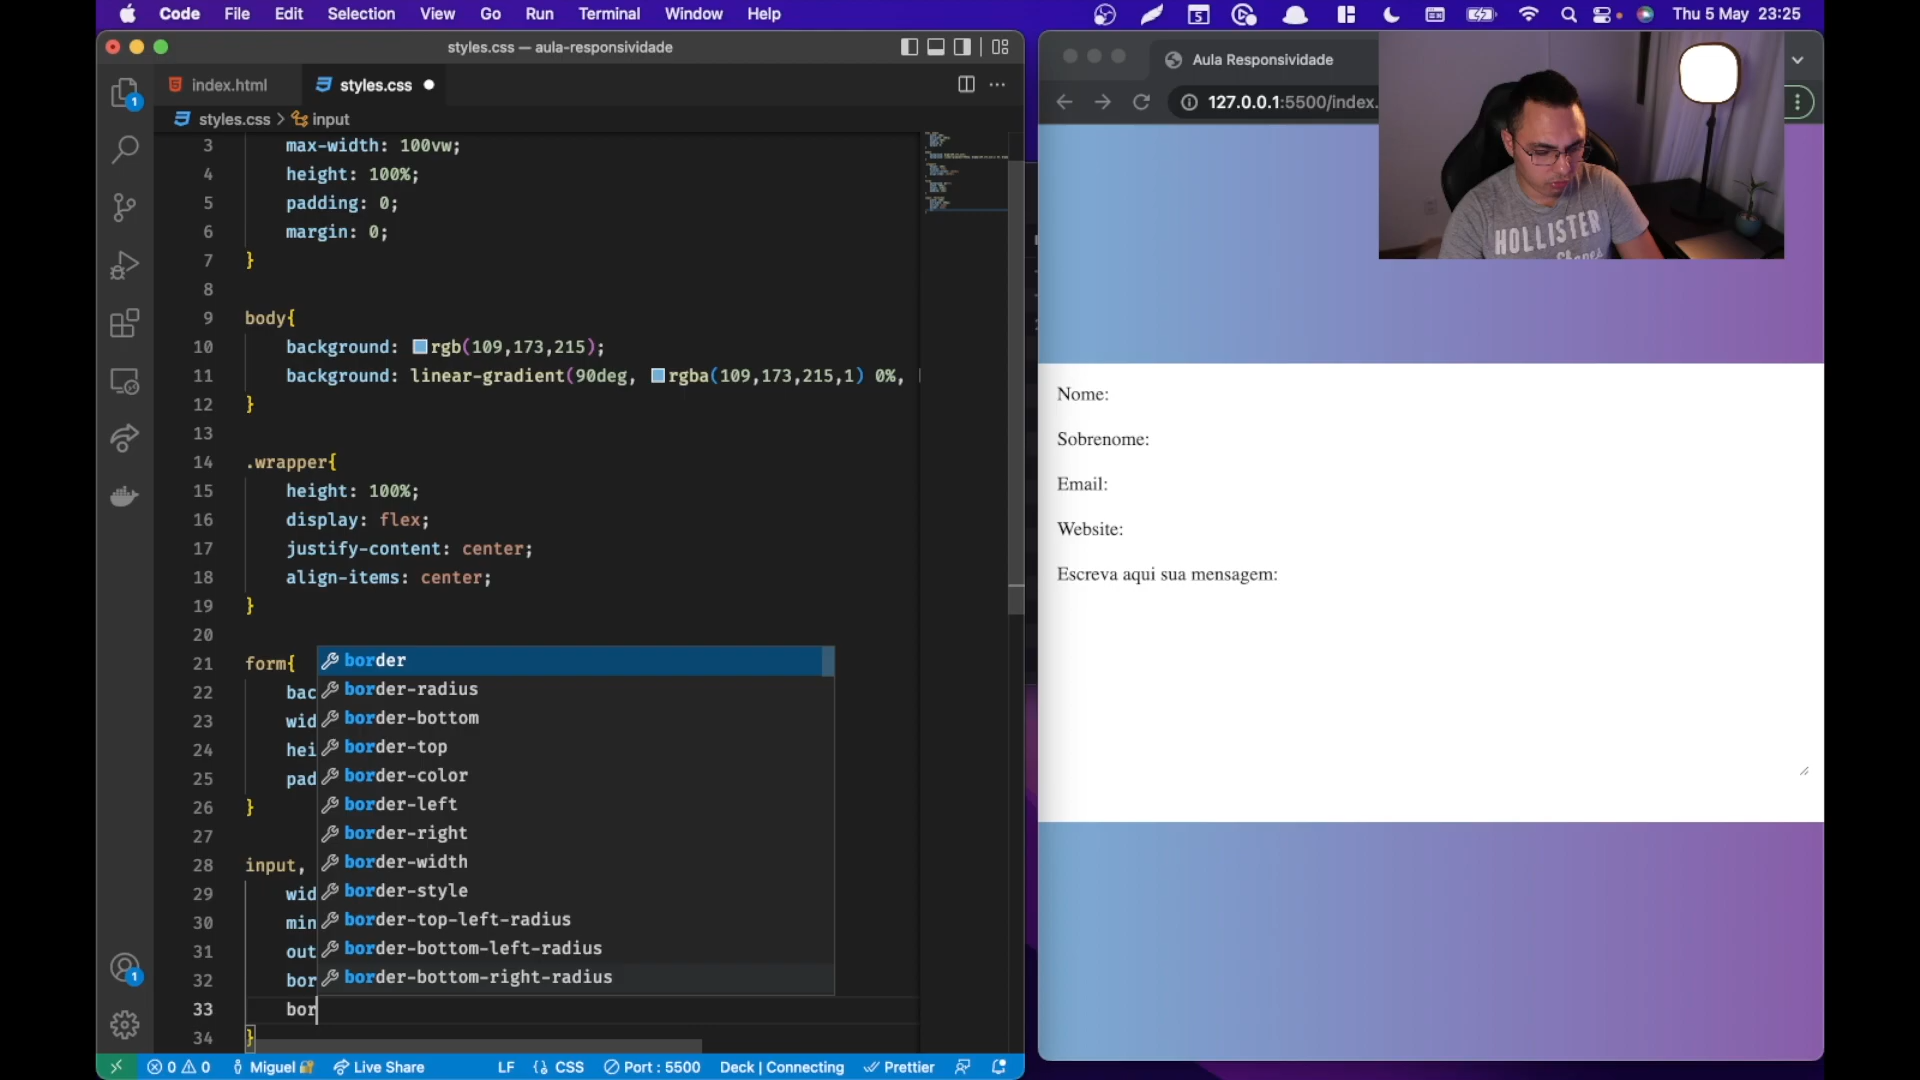 Code File Edit Selection View Go Run Terminal Window Help
5
Thu 5 May 23:25
styles.css — aula-responsividade
index.html
styles.css
styles.css > input
3 max-width: 100vw;
4 height: 100%;
5 padding: 0;
6 margin: 0;
7 }
8
9 body{
10 background: rgb(109,173,215);
11 background: linear-gradient(90deg, rgba(109,173,215,1) 0%,
12 }
13
14 .wrapper{
15 height: 100%;
16 display: flex;
17 justify-content: center;
18 align-items: center;
19 }
20
21 form{
22 bac
23 wid
24 hei
25 pad
26 }
27
28 input,
29 wid
30 min
31 out
32 bor
33 bor
34 }
border
border-radius
border-bottom
border-top
border-color
border-left
border-right
border-width
border-style
border-top-left-radius
border-bottom-left-radius
border-bottom-right-radius
1
1
0 0 Miguel Live Share LF {} CSS Port : 5500 Deck | Connecting Prettier
Aula Responsividade
127.0.0.1:5500/index.
HOLLISTER
Nome:
Sobrenome:
Email:
Website:
Escreva aqui sua mensagem: